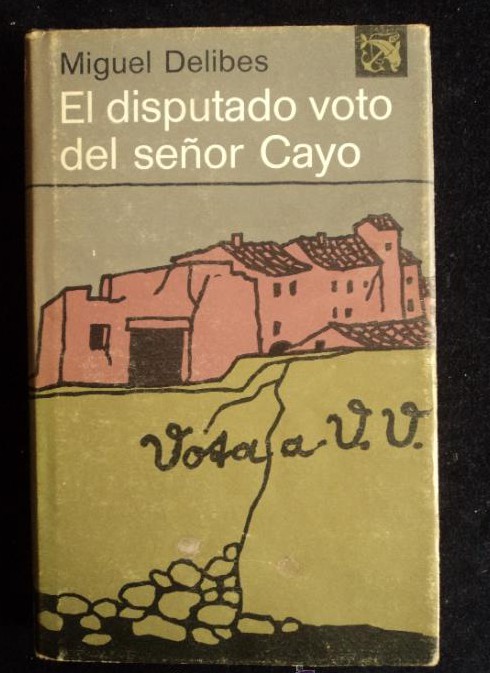 Miguel Delibes
El disputado voto
del señor Cayo
Vota a V. V.